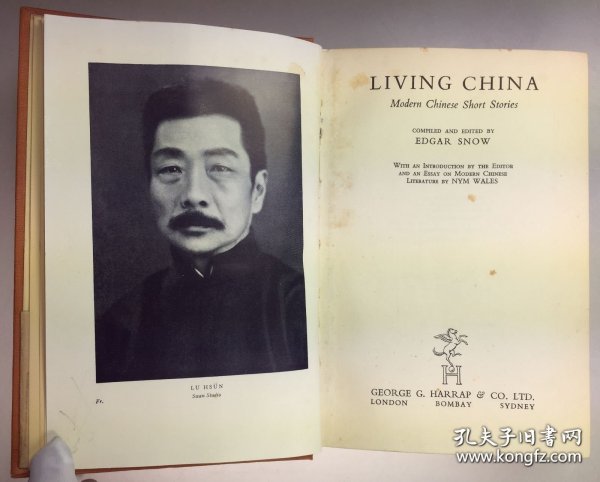 LU HSÜN
Snow Studio
Fr.
LIVING CHINA
Modern Chinese Short Stories
COMPILED AND EDITED BY
EDGAR SNOW
WITH AN INTRODUCTION BY THE EDITOR
AND AN ESSAY ON MODERN CHINESE
LITERATURE BY NYM WALES
H
GEORGE G. HARRAP & CO. LTD.
LONDON BOMBAY SYDNEY
孔夫子旧书网
www.kongfz.com